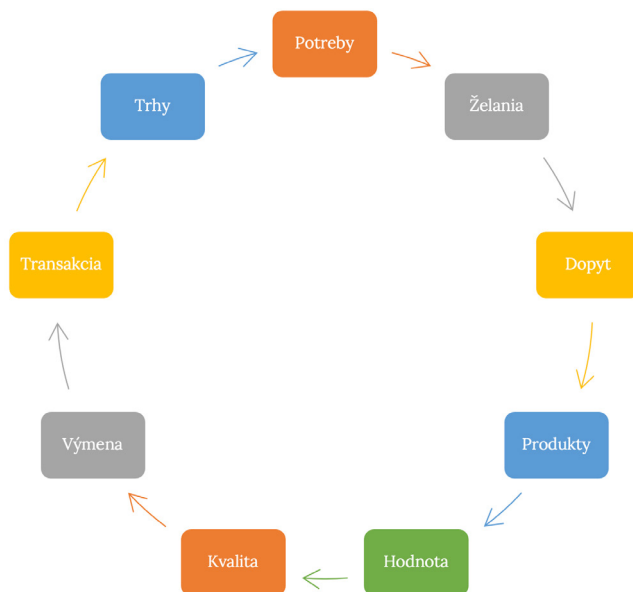 Potreby
Želania
Dopyt
Produkty
Hodnota
Kvalita
Výmena
Transakcia
Trhy